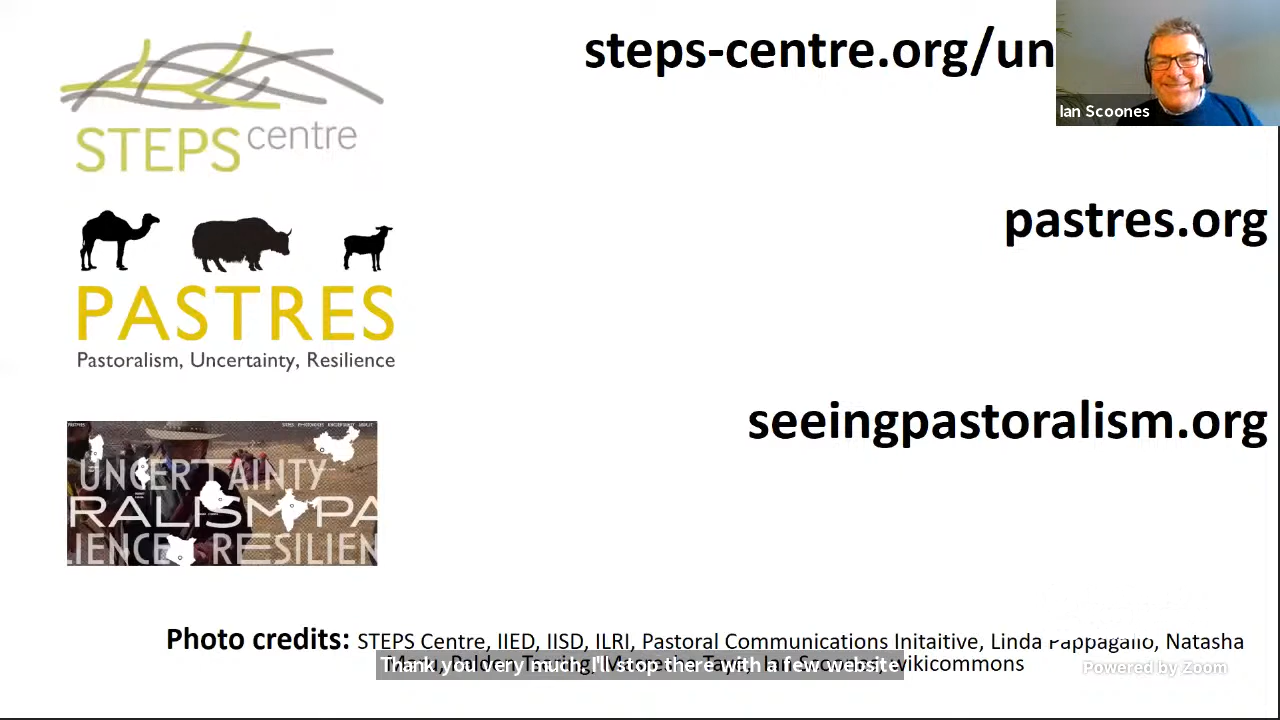 steps-centre.org/un
Ian Scoones
STEPS centre
pastres.org
PASTRES
Pastoralism, Uncertainty, Resilience
seeingpastoralism.org
UNCERTAINTY
RALISM PA
LIENCE RESILIEN
Photo credits: STEPS Centre, IIED, IISD, ILRI, Pastoral Communications Initaitive, Linda Pappagallo, Natasha
wikicommons
Thank you very much, I'll stop there with a few website
Powered by Zoom